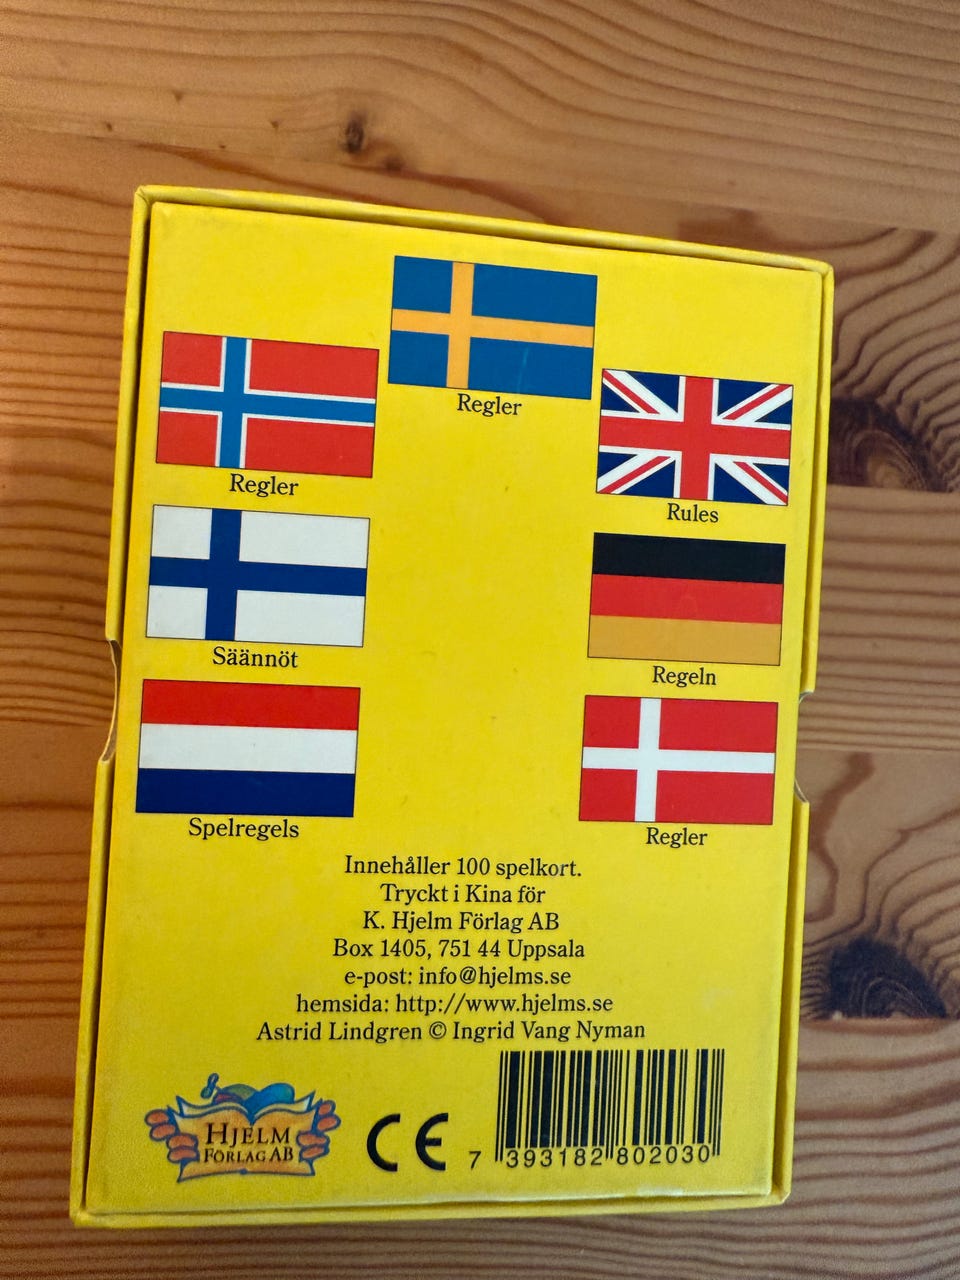 Regler
Regler
Rules
Säännöt
Regeln
Spelregels
Regler
Innehåller 100 spelkort.
Tryckt i Kina för
K. Hjelm Förlag AB
Box 1405, 751 44 Uppsala
e-post: info@hjelms.se
hemsida: http://www.hjelms.se
Astrid Lindgren © Ingrid Vang Nyman
HJELM
FÖRLAG AB
CE
7 393182 802030